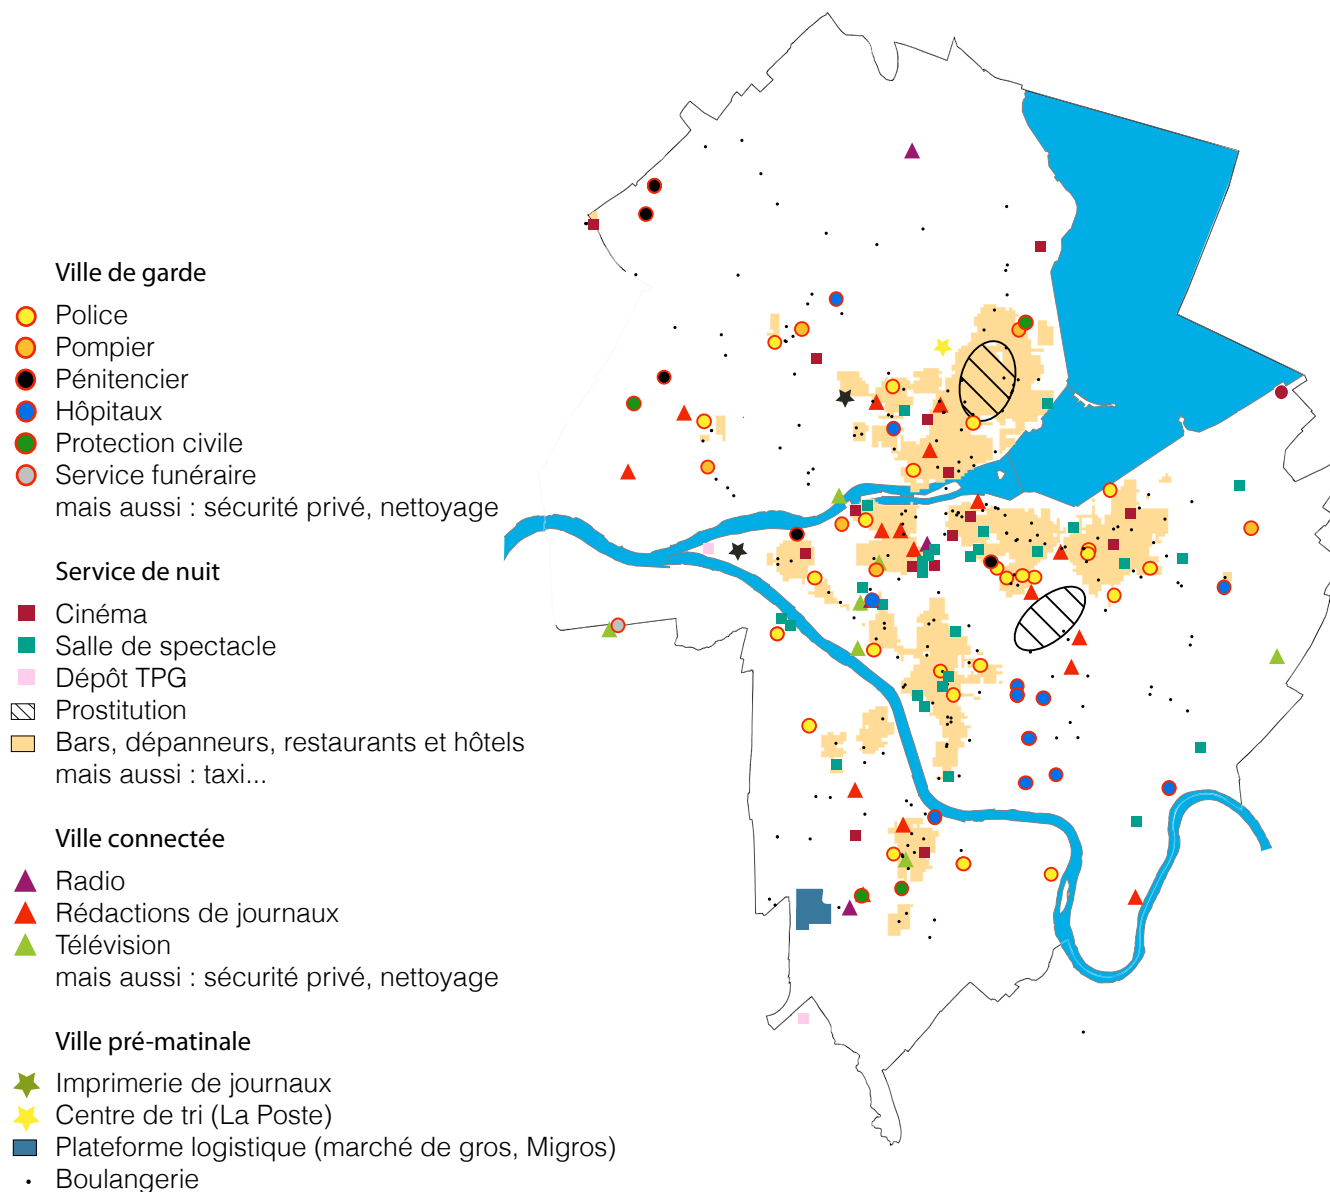 Ville de garde
Police
Pompier
Pénitencier
Hôpitaux
Protection civile
Service funéraire
mais aussi : sécurité privé, nettoyage
Service de nuit
Cinéma
Salle de spectacle
Dépôt TPG
Prostitution
Bars, dépanneurs, restaurants et hôtels
mais aussi : taxi...
Ville connectée
Radio
Rédactions de journaux
Télévision
mais aussi : sécurité privé, nettoyage
Ville pré-matinale
Imprimerie de journaux
Centre de tri (La Poste)
Plateforme logistique (marché de gros, Migros)
Boulangerie